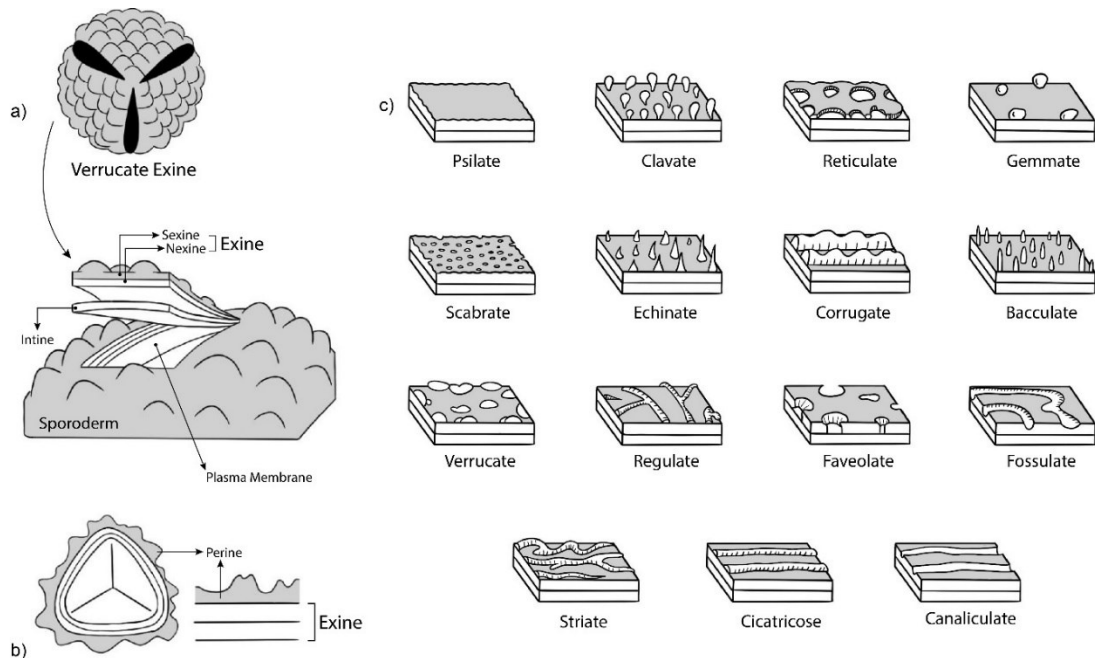 a)
Verrucate Exine
Sexine
Nexine
Exine
Intine
Sporoderm
Plasma Membrane
b)
Perine
Exine
c)
Psilate
Clavate
Reticulate
Gemmate
Scabrate
Echinate
Corrugate
Bacculate
Verrucate
Regulate
Faveolate
Fossulate
Striate
Cicatricose
Canaliculate